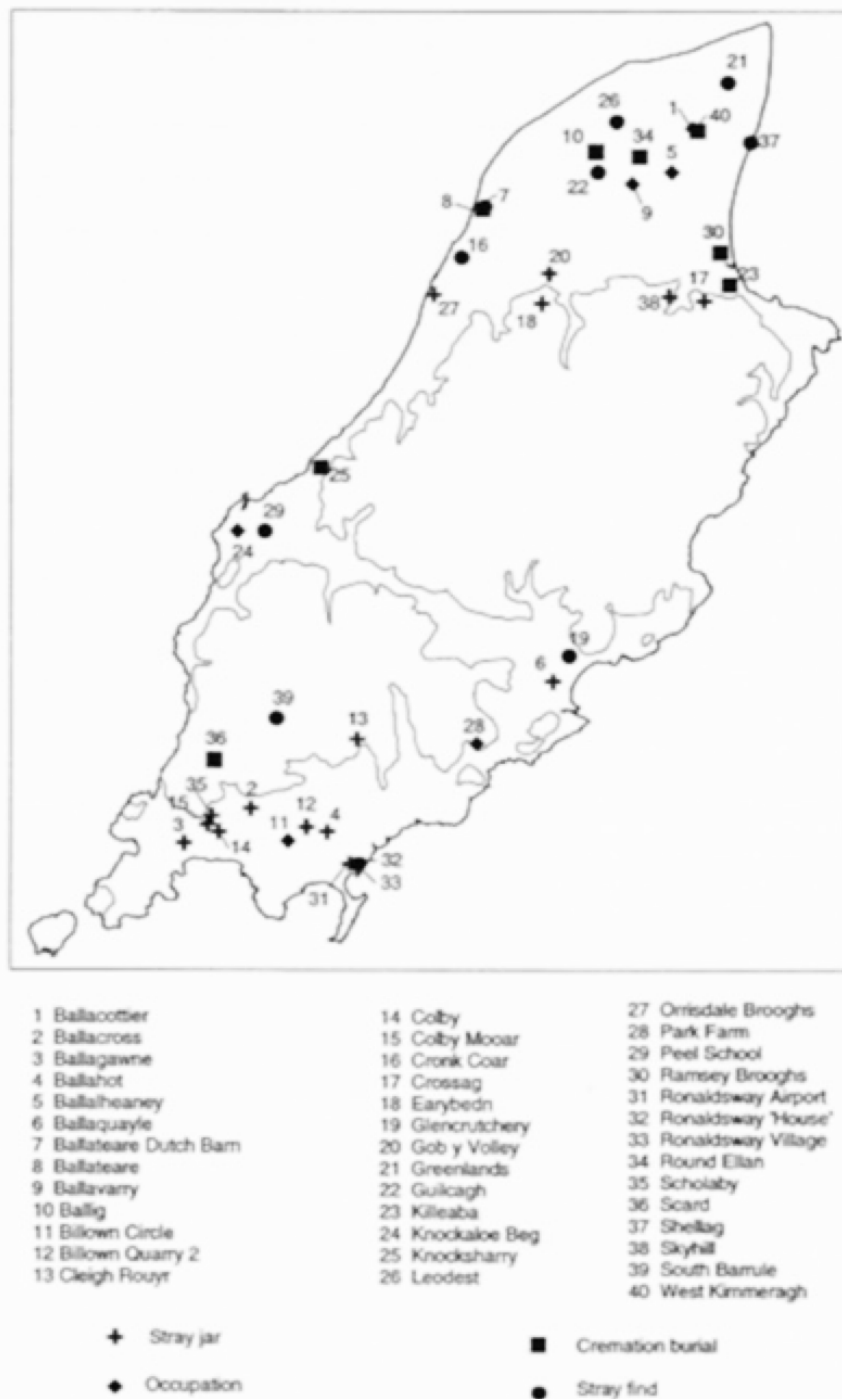 21
26
1
40
10
34
5
37
22
9
8
7
16
30
20
23
27
18
38
17
25
29
24
19
6
39
13
28
36
35
2
15
12
4
3
14
11
32
31
33
1 Ballacottier
2 Ballacross
3 Ballagawne
4 Ballahot
5 Ballalheaney
6 Ballaquayle
7 Ballateare Dutch Barn
8 Ballateare
9 Ballavarry
10 Ballig
11 Billown Circle
12 Billown Quarry 2
13 Cleigh Rouyr
14 Colby
15 Colby Mooar
16 Cronk Coar
17 Crossag
18 Earybedn
19 Glencrutchery
20 Gob y Volley
21 Greenlands
22 Guilcagh
23 Killeaba
24 Knockaloe Beg
25 Knocksharry
26 Leodest
27 Orrisdale Brooghs
28 Park Farm
29 Peel School
30 Ramsey Brooghs
31 Ronaldsway Airport
32 Ronaldsway 'House'
33 Ronaldsway Village
34 Round Ellan
35 Scholaby
36 Scard
37 Shellag
38 Skyhill
39 South Barrule
40 West Kimmeragh
Stray jar
Cremation burial
Occupation
Stray find